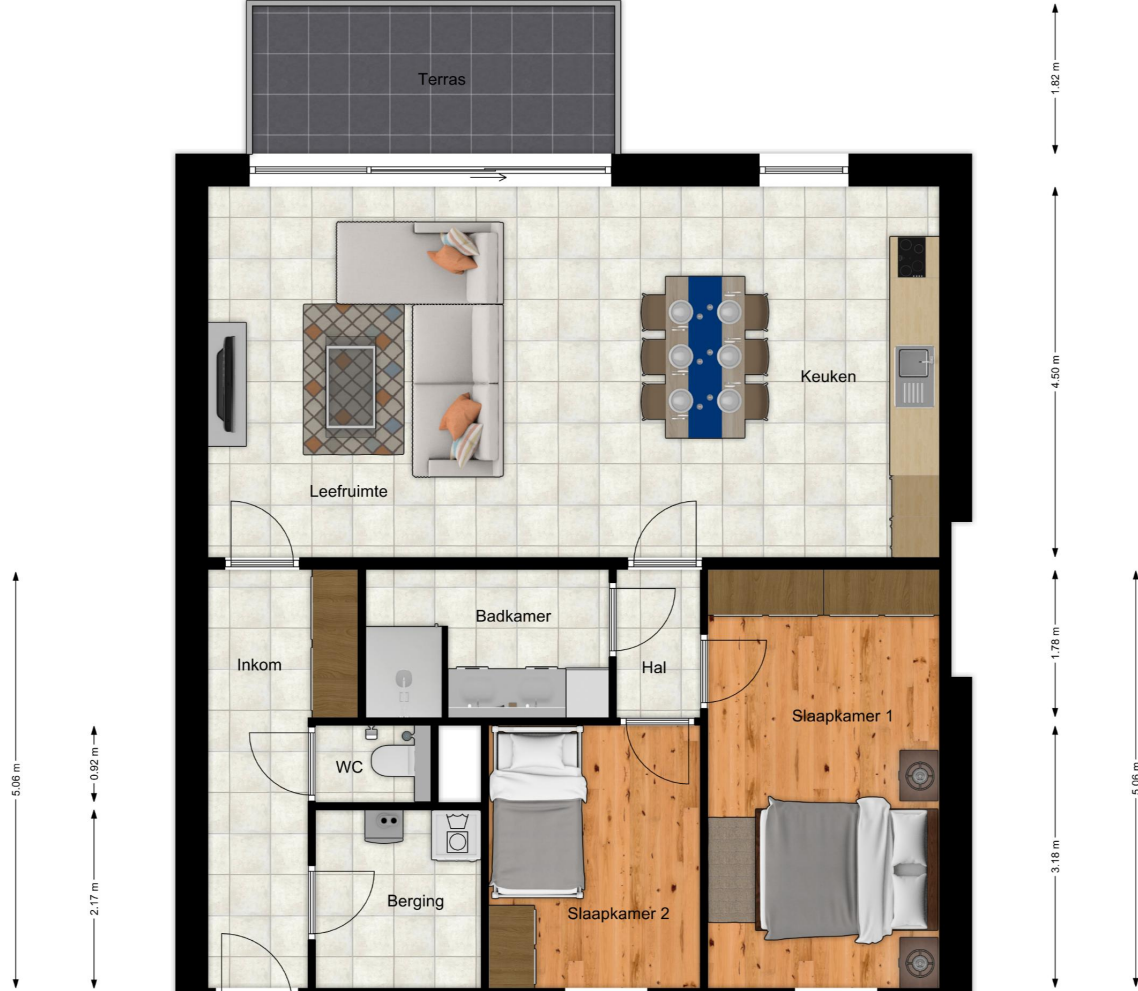 Terras
1.82 m
Keuken
4.50 m
Leefruimte
Badkamer
Inkom
Hal
1.78 m
Slaapkamer 1
WC
0.92 m
5.06 m
5.06 m
Berging
2.17 m
Slaapkamer 2
3.18 m